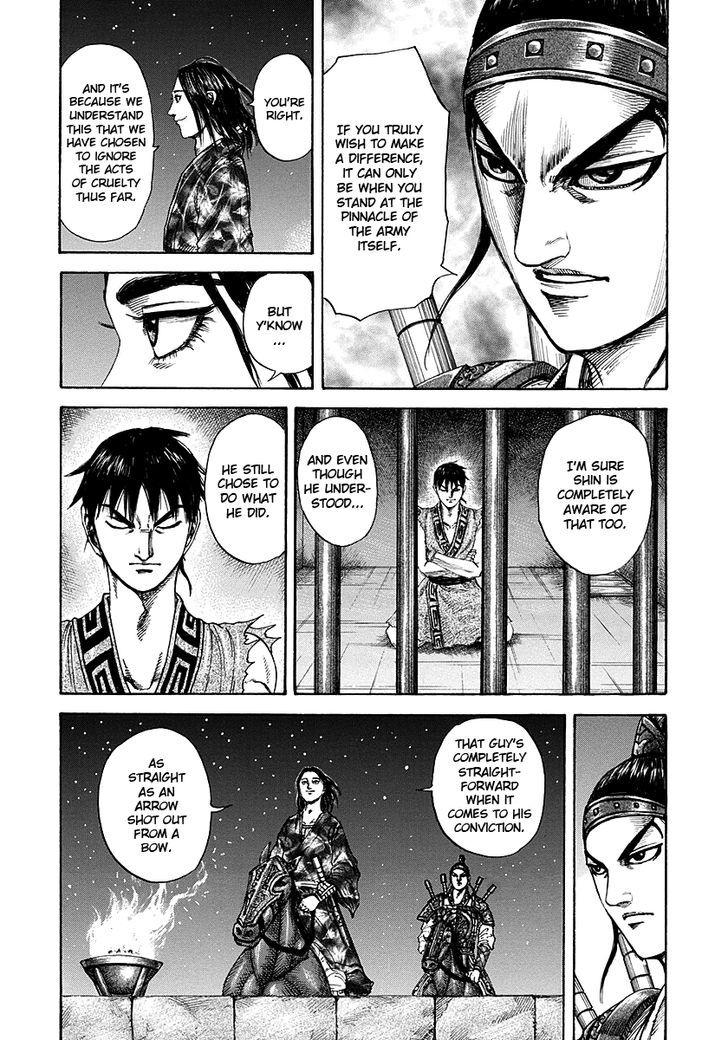 IF YOU TRULY
WISH TO MAKE
A DIFFERENCE,
IT CAN ONLY
BE WHEN YOU
STAND AT THE
PINNACLE OF
THE ARMY
ITSELF.
YOU'RE
RIGHT.
AND IT'S
BECAUSE WE
UNDERSTAND
THIS THAT WE
HAVE CHOSEN
TO IGNORE
THE ACTS
OF CRUELTY
THUS FAR.
BUT
Y'KNOW
...
I'M SURE
SHIN IS
COMPLETELY
AWARE OF
THAT TOO.
AND EVEN
THOUGH
HE UNDER-
STOOD...
HE STILL
CHOSE TO
DO WHAT
HE DID.
THAT GUY'S
COMPLETELY
STRAIGHT-
FORWARD
WHEN IT
COMES TO HIS
CONVICTION.
AS
STRAIGHT
AS AN
ARROW
SHOT OUT
FROM A
BOW.